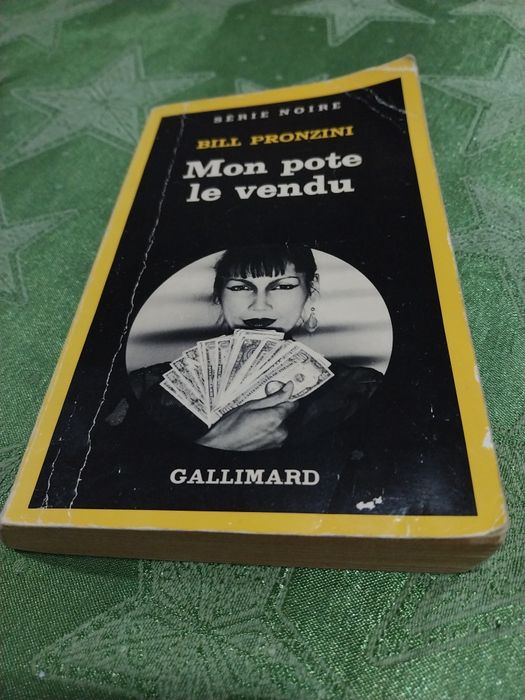 SÉRIE NOIRE
BILL PRONZINI
Mon pote
le vendu
GALLIMARD